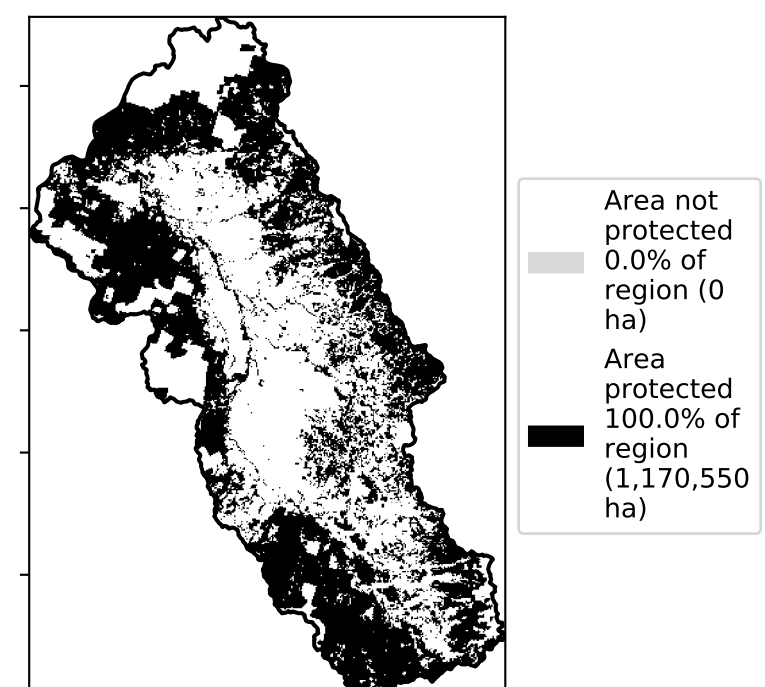 Area not
protected
0.0% of
region (0
ha)
Area
protected
100.0% of
region
(1,170,550
ha)